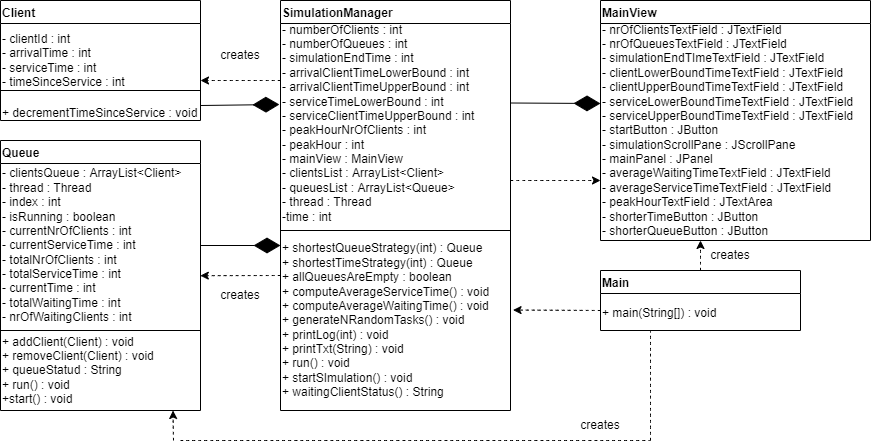 Client
- clientId : int
- arrivalTime : int
- serviceTime : int
- timeSinceService : int
+ decrementTimeSinceService : void
Queue
- clientsQueue : ArrayList<Client>
- thread : Thread
- index : int
- isRunning : boolean
- currentNrOfClients : int
- currentServiceTime : int
- totalNrOfClients : int
- totalServiceTime : int
- currentTime : int
- totalWaitingTime : int
- nrOfWaitingClients : int
+ addClient(Client) : void
+ removeClient(Client) : void
+ queueStatud : String
+ run() : void
+start() : void
creates
creates
SimulationManager
- numberOfClients : int
- numberOfQueues : int
- simulationEndTime : int
- arrivalClientTimeLowerBound : int
- arrivalClientTimeUpperBound : int
- serviceTimeLowerBound : int
- serviceClientTimeUpperBound : int
- peakHourNrOfClients : int
- peakHour : int
- mainView : MainView
- clientsList : ArrayList<Client>
- queuesList : ArrayList<Queue>
- thread : Thread
-time : int
+ shortestQueueStrategy(int) : Queue
+ shortestTimeStrategy(int) : Queue
+ allQueuesAreEmpty : boolean
+ computeAverageServiceTime() : void
+ computeAverageWaitingTime() : void
+ generateNRandomTasks() : void
+ printLog(int) : void
+ printTxt(String) : void
+ run() : void
+ startSImulation() : void
+ waitingClientStatus() : String
MainView
- nrOfClientsTextField : JTextField
- nrOfQueuesTextField : JTextField
- simulationEndTImeTextField : JTextField
- clientLowerBoundTimeTextField : JTextField
- clientUpperBoundTimeTextField : JTextField
- serviceLowerBoundTimeTextField : JTextField
- serviceUpperBoundTimeTextField : JTextField
- startButton : JButton
- simulationScrollPane : JScrollPane
- mainPanel : JPanel
- averageWaitingTimeTextField : JTextField
- averageServiceTimeTextField : JTextField
- peakHourTextField : JTextArea
- shorterTimeButton : JButton
- shorterQueueButton : JButton
creates
Main
+ main(String[]) : void
creates